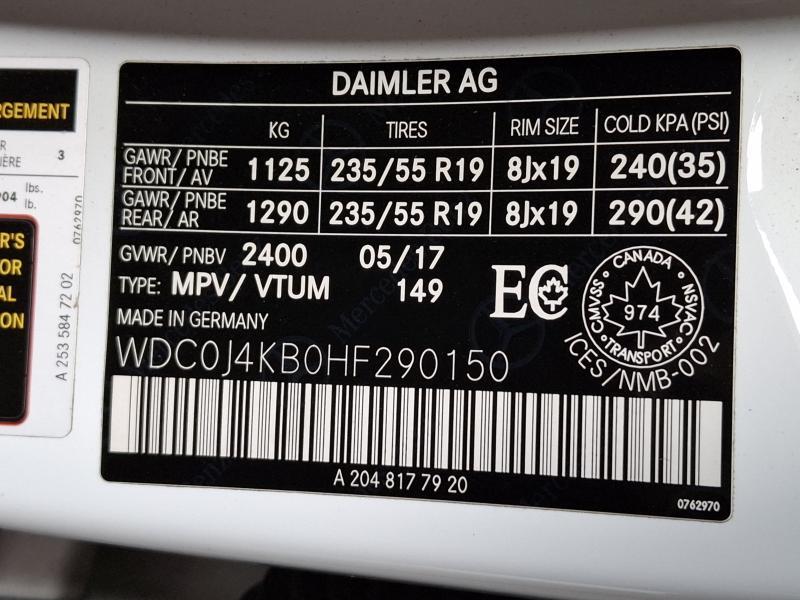 RGEMENT
3
lbs.
904 lb.
0762970
A 253 584 72 02
DAIMLER AG
KG TIRES RIM SIZE COLD KPA (PSI)
GAWR/ PNBE FRONT/ AV 1125 235/55 R19 8Jx19 240(35)
GAWR/ PNBE REAR/ AR 1290 235/55 R19 8Jx19 290(42)
GVWR/ PNBV 2400 05/17
TYPE: MPV/ VTUM 149
MADE IN GERMANY
WDC0J4KB0HF290150
EC
CANADA
CMVSS· 974 ·NSVAC
TRANSPORT
ICES/NMB-002
A 204 817 79 20
0762970